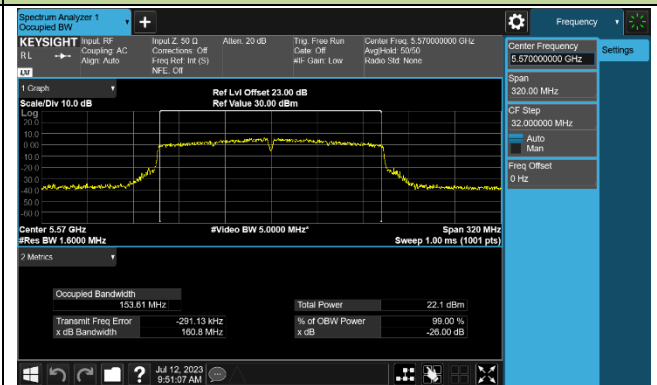 Spectrum Analyzer 1
Occupied BW
Frequency
KEYSIGHT
R L
LXI
Input: RF
Coupling: AC
Align: Auto
Input Z: 50 Ω
Corrections: Off
Freq Ref: Int (S)
NFE: Off
Atten: 20 dB
Trig: Free Run
Gate: Off
#IF Gain: Low
Center Freq: 5.570000000 GHz
Avg|Hold: 50/50
Radio Std: None
Center Frequency
5.570000000 GHz
Settings
Span
320.00 MHz
CF Step
32.000000 MHz
Auto
Man
Freq Offset
0 Hz
1 Graph
Scale/Div 10.0 dB
Ref Lvl Offset 23.00 dB
Ref Value 30.00 dBm
Log
20.0
10.0
0.00
-10.0
-20.0
-30.0
-40.0
-50.0
-60.0
Center 5.57 GHz
#Video BW 5.0000 MHz*
Span 320 MHz
#Res BW 1.6000 MHz
Sweep 1.00 ms (1001 pts)
2 Metrics
Occupied Bandwidth
153.61 MHz
Total Power
22.1 dBm
Transmit Freq Error
-291.13 kHz
% of OBW Power
99.00 %
x dB Bandwidth
160.8 MHz
x dB
-26.00 dB
Jul 12, 2023
9:51:07 AM